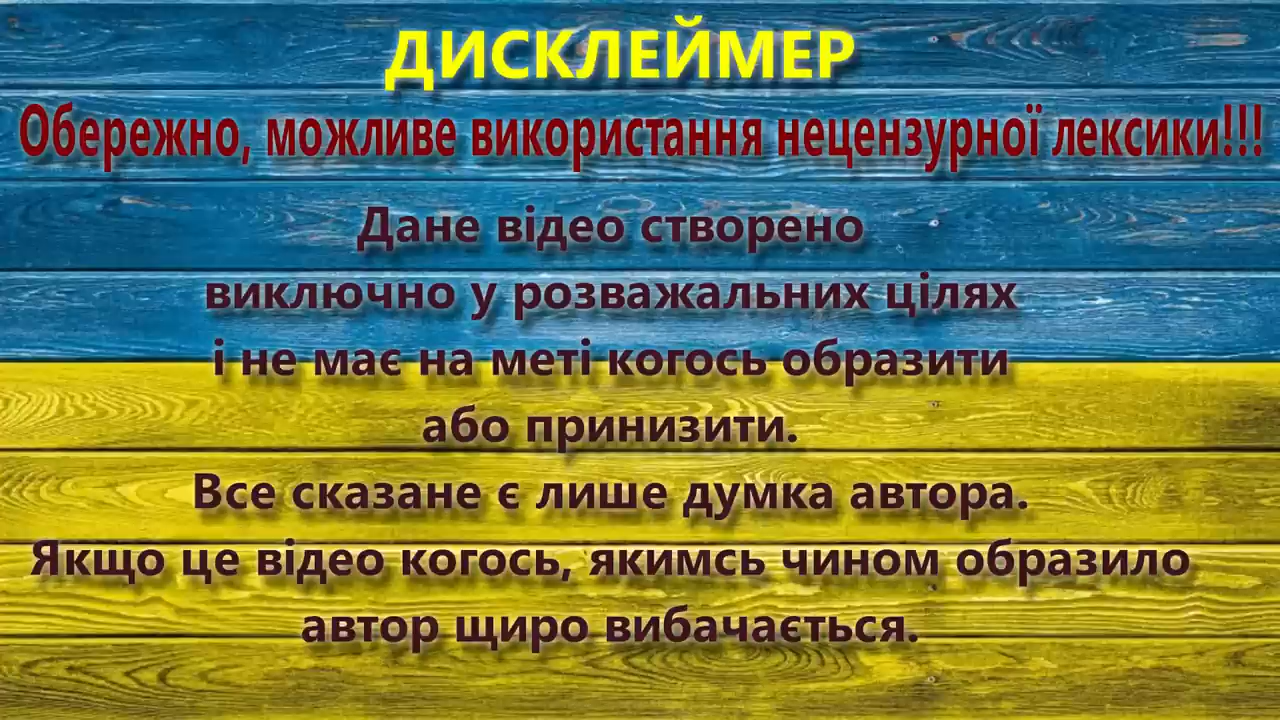 ДИСКЛЕЙМЕР
Обережно, можливе використання нецензурної лексики!!!
Дане відео створено
виключно у розважальних цілях
і не має на меті когось образити
або принизити.
Все сказане є лише думка автора.
Якщо це відео когось, якимсь чином образило
автор щиро вибачається.